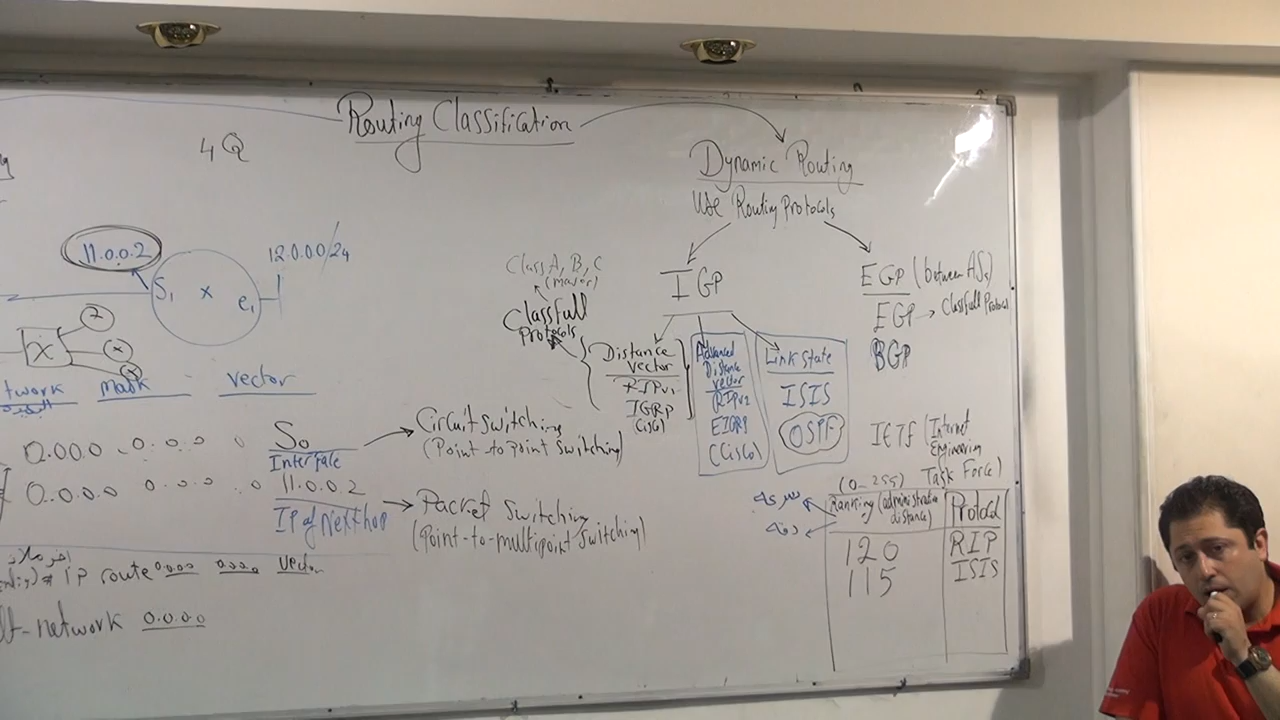 Routing Classification
4Q
Dynamic Routing
Use Routing Protocols
11.0.0.2
12.0.0.0/24
S1 x e1
x
Class A, B, C
(major)
Classfull
Protocols
IGP
EGP (between ASs)
EGP → Classfull Protocol
BGP
Distance
vector
RIPv1
IGRP
(Cisco)
Advanced
Distance
vector
RIPv2
EIGRP
(Cisco)
Link state
ISIS
OSPF
twork mask vector
0.0.0.0 0.0.0.0 S0
Interface
Circuit switching
(Point-to-point switching)
0.0.0.0 0.0.0.0 11.0.0.2
IP of Nexthop
Packet switching
(Point-to-multipoint switching)
IETF (Internet
Engineering
Task Force)
(0-255)
سرعة
دقة
Ranking (administrative
distance) Protocol
120 RIP
115 ISIS
# ip route 0.0.0.0 0.0.0.0 vector
lt-network 0.0.0.0